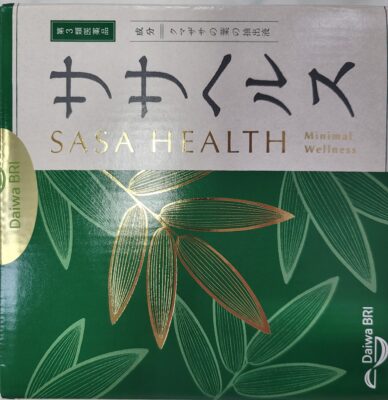 第3類医薬品
成分
クマザサの葉の抽出液
ササヘルス
SASA HEALTH
Minimal
Wellness
Daiwa BRI
Daiwa BRI